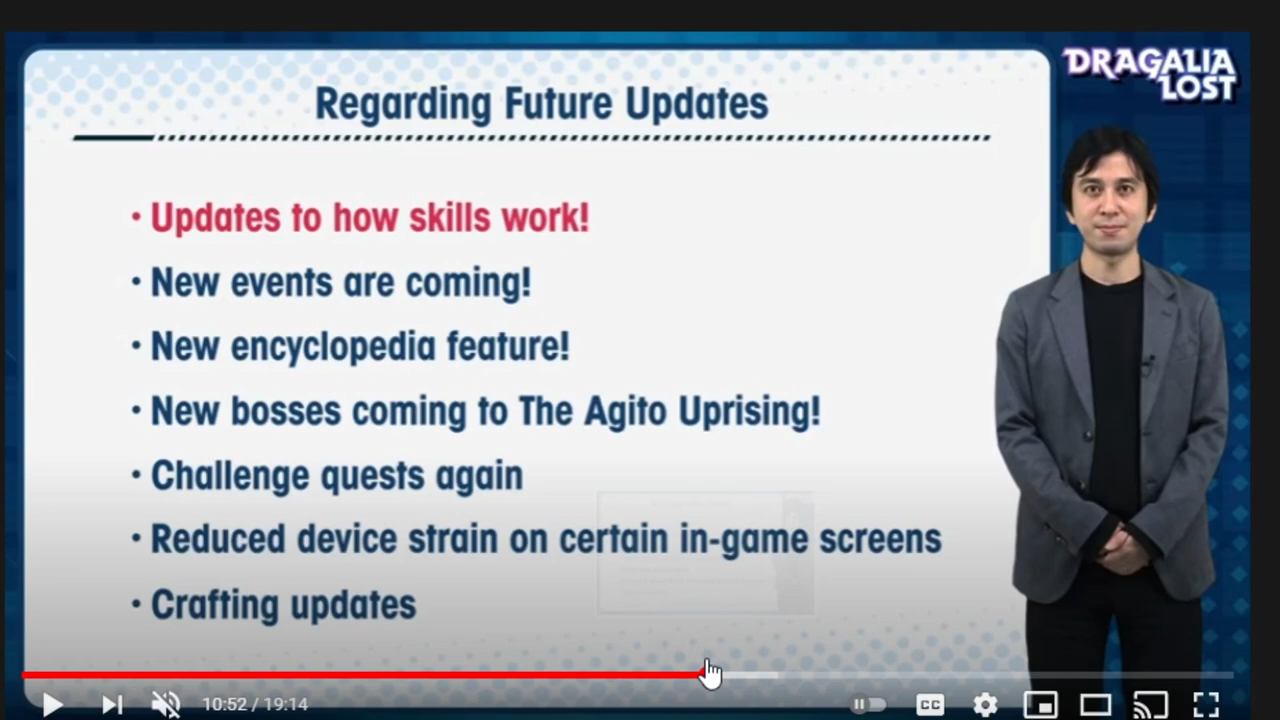 DRAGALIA
LOST
Regarding Future Updates
• Updates to how skills work!
• New events are coming!
• New encyclopedia feature!
• New bosses coming to The Agito Uprising!
• Challenge quests again
• Reduced device strain on certain in-game screens
• Crafting updates
10:52 / 19:14
CC